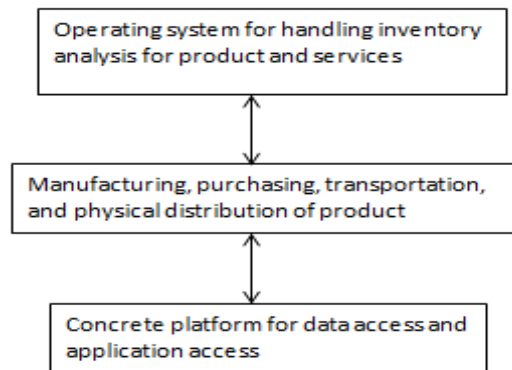 Operating system for handling inventory
analysis for product and services
Manufacturing, purchasing, transportation,
and physical distribution of product
Concrete platform for data access and
application access